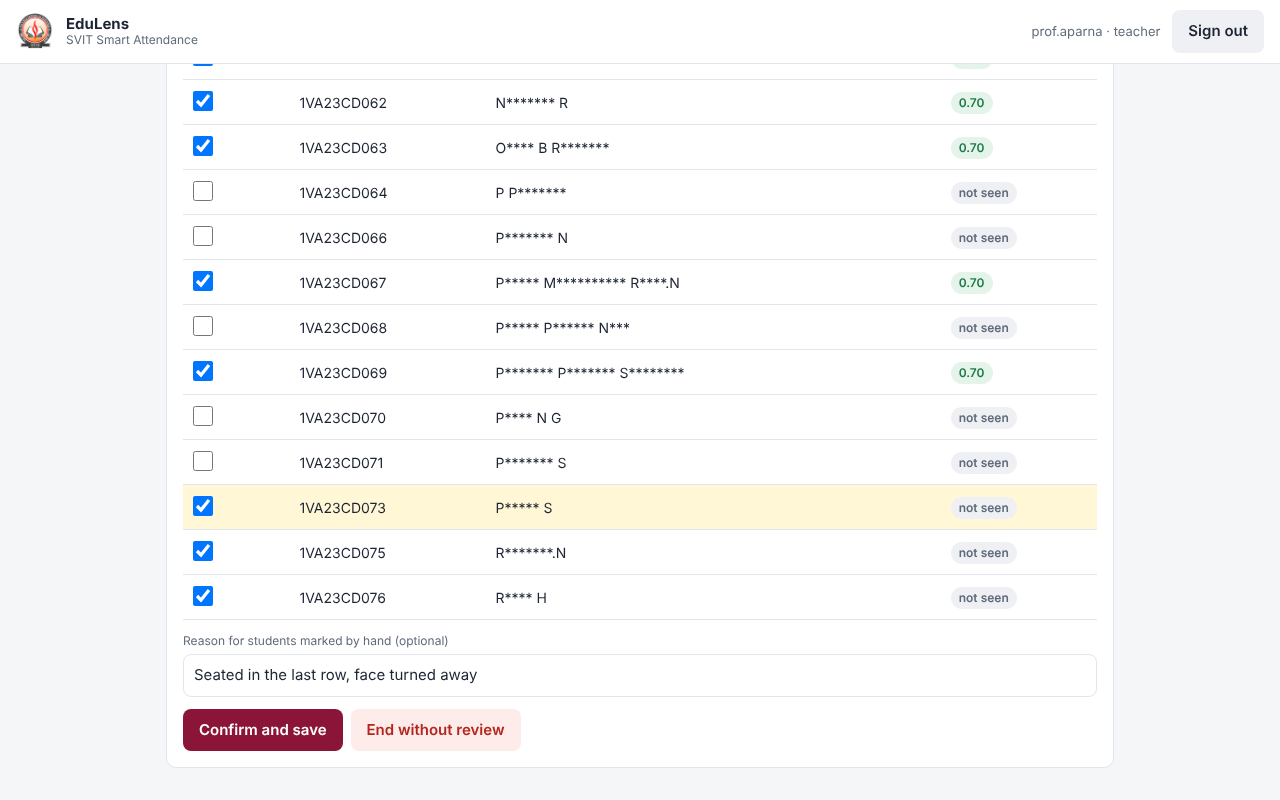 EduLens
SVIT Smart Attendance
prof.aparna · teacher
Sign out
1VA23CD062 N******* R 0.70
1VA23CD063 O**** B R******* 0.70
1VA23CD064 P P******* not seen
1VA23CD066 P******* N not seen
1VA23CD067 P***** M********** R****.N 0.70
1VA23CD068 P***** P****** N*** not seen
1VA23CD069 P******* P******* S******** 0.70
1VA23CD070 P**** N G not seen
1VA23CD071 P******* S not seen
1VA23CD073 P***** S not seen
1VA23CD075 R*******.N not seen
1VA23CD076 R**** H not seen
Reason for students marked by hand (optional)
Seated in the last row, face turned away
Confirm and save
End without review